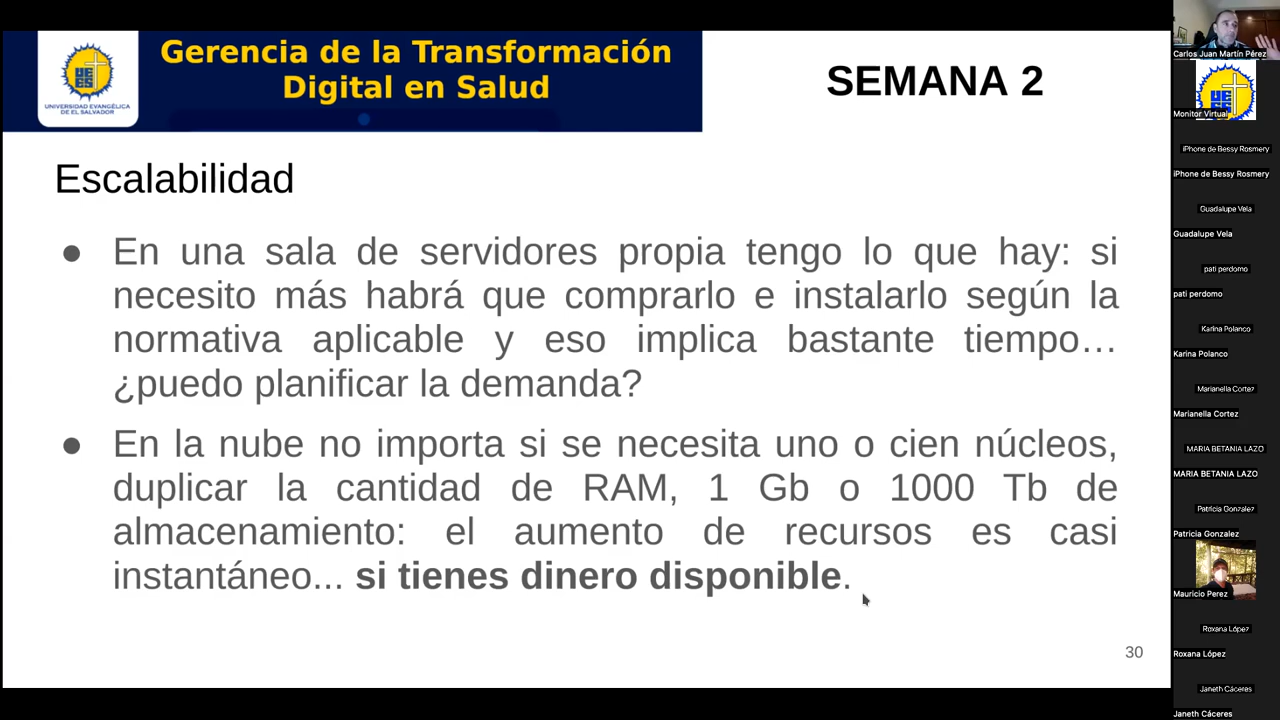 Gerencia de la Transformación
Digital en Salud
UNIVERSIDAD EVANGÉLICA
DE EL SALVADOR
SEMANA 2
Escalabilidad
● En una sala de servidores propia tengo lo que hay: si
necesito más habrá que comprarlo e instalarlo según la
normativa aplicable y eso implica bastante tiempo…
¿puedo planificar la demanda?
● En la nube no importa si se necesita uno o cien núcleos,
duplicar la cantidad de RAM, 1 Gb o 1000 Tb de
almacenamiento: el aumento de recursos es casi
instantáneo... si tienes dinero disponible.
30
Carlos Juan Martín Pérez
Monitor Virtual
iPhone de Bessy Rosmery
iPhone de Bessy Rosmery
Guadalupe Vela
Guadalupe Vela
pati perdomo
pati perdomo
Karina Polanco
Karina Polanco
Marianella Cortez
Marianella Cortez
MARIA BETANIA LAZO
MARIA BETANIA LAZO
Patricia Gonzalez
Patricia Gonzalez
Mauricio Perez
Roxana López
Roxana López
Janeth Cáceres
Janeth Cáceres